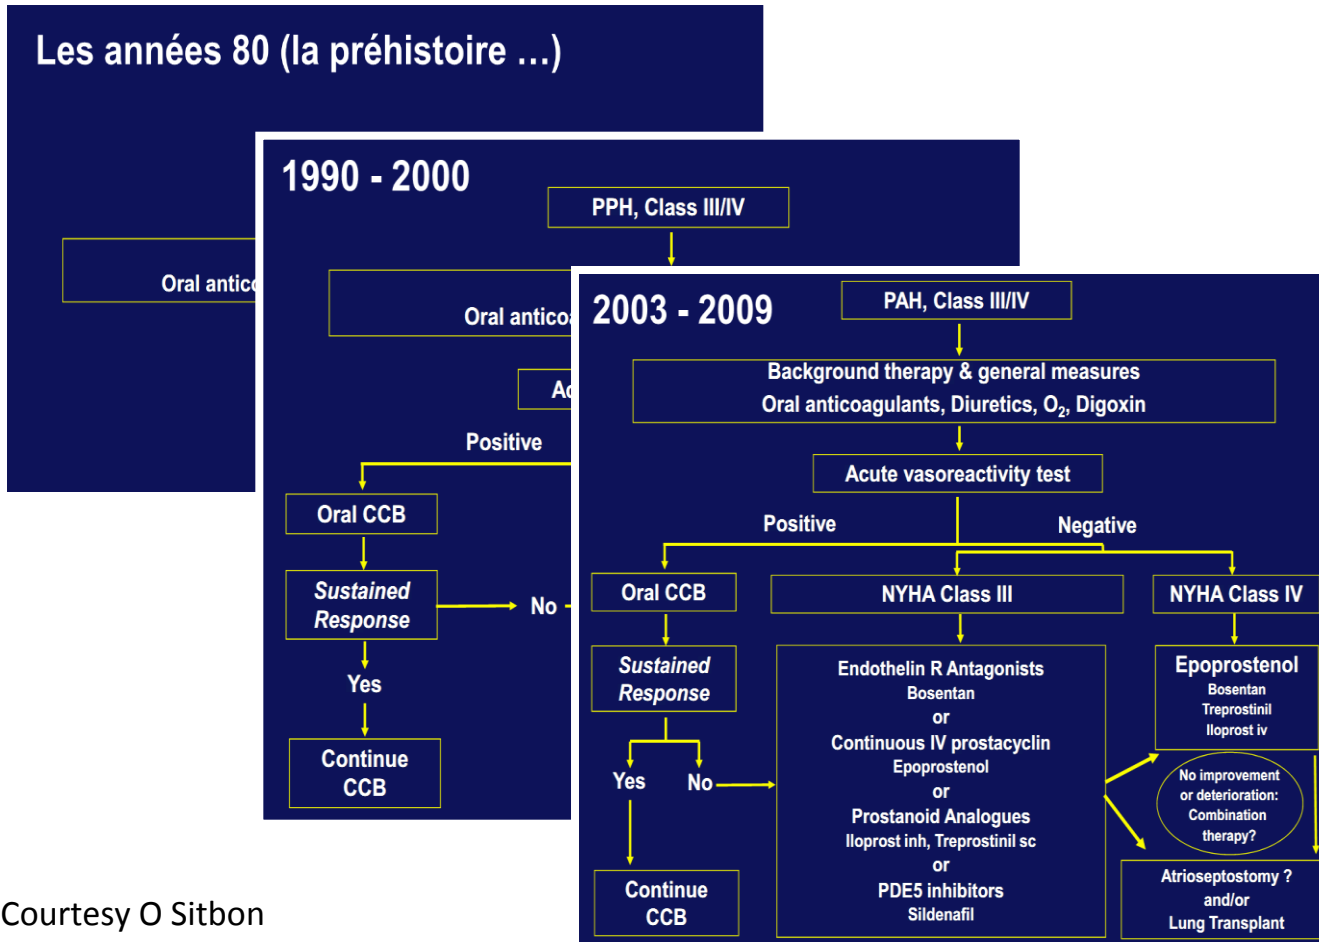 Les années 80 (la préhistoire …)
Oral antico
1990 - 2000
PPH, Class III/IV
Oral anticoa
Positive
Oral CCB
Sustained
Response
No
Yes
Continue
CCB
2003 - 2009
PAH, Class III/IV
Background therapy & general measures
Oral anticoagulants, Diuretics, O₂, Digoxin
Acute vasoreactivity test
Positive
Negative
Oral CCB
NYHA Class III
NYHA Class IV
Sustained
Response
Yes
No
Continue
CCB
Endothelin R Antagonists
Bosentan
or
Continuous IV prostacyclin
Epoprostenol
or
Prostanoid Analogues
Iloprost inh, Treprostinil sc
or
PDE5 inhibitors
Sildenafil
Epoprostenol
Bosentan
Treprostinil
Iloprost iv
No improvement
or deterioration:
Combination
therapy?
Atrioseptostomy ?
and/or
Lung Transplant
Courtesy O Sitbon